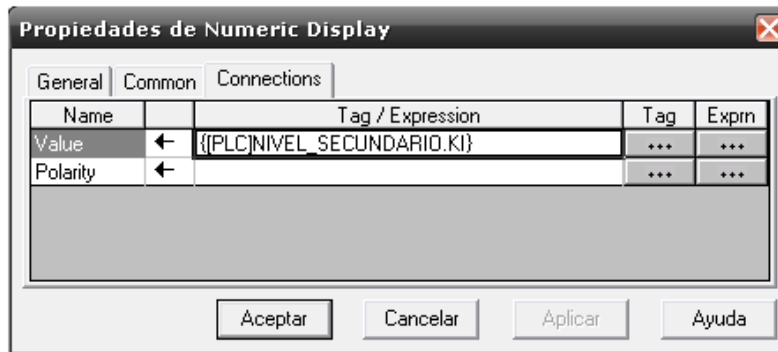 Propiedades de Numeric Display
General Common Connections
Name Tag / Expression Tag Exprn
Value ← {[PLC]NIVEL_SECUNDARIO.KI} ... ...
Polarity ← ... ...
Aceptar Cancelar Aplicar Ayuda